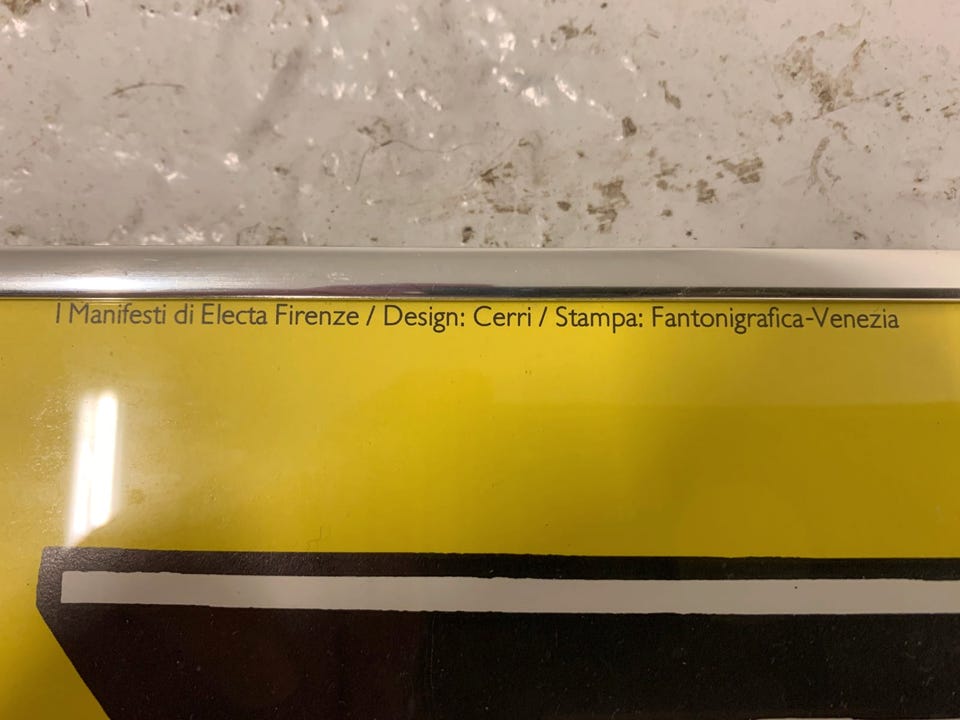 I Manifesti di Electa Firenze / Design: Cerri / Stampa: Fantonigrafica-Venezia